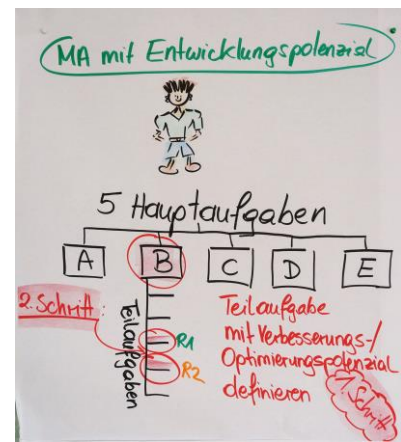 MA mit Entwicklungspotenzial
5 Hauptaufgaben
A B C D E
2. Schritt:
Teilaufgaben
R1
R2
Teilaufgabe
mit Verbesserungs-/
Optimierungspotenzial
definieren
1. Schritt